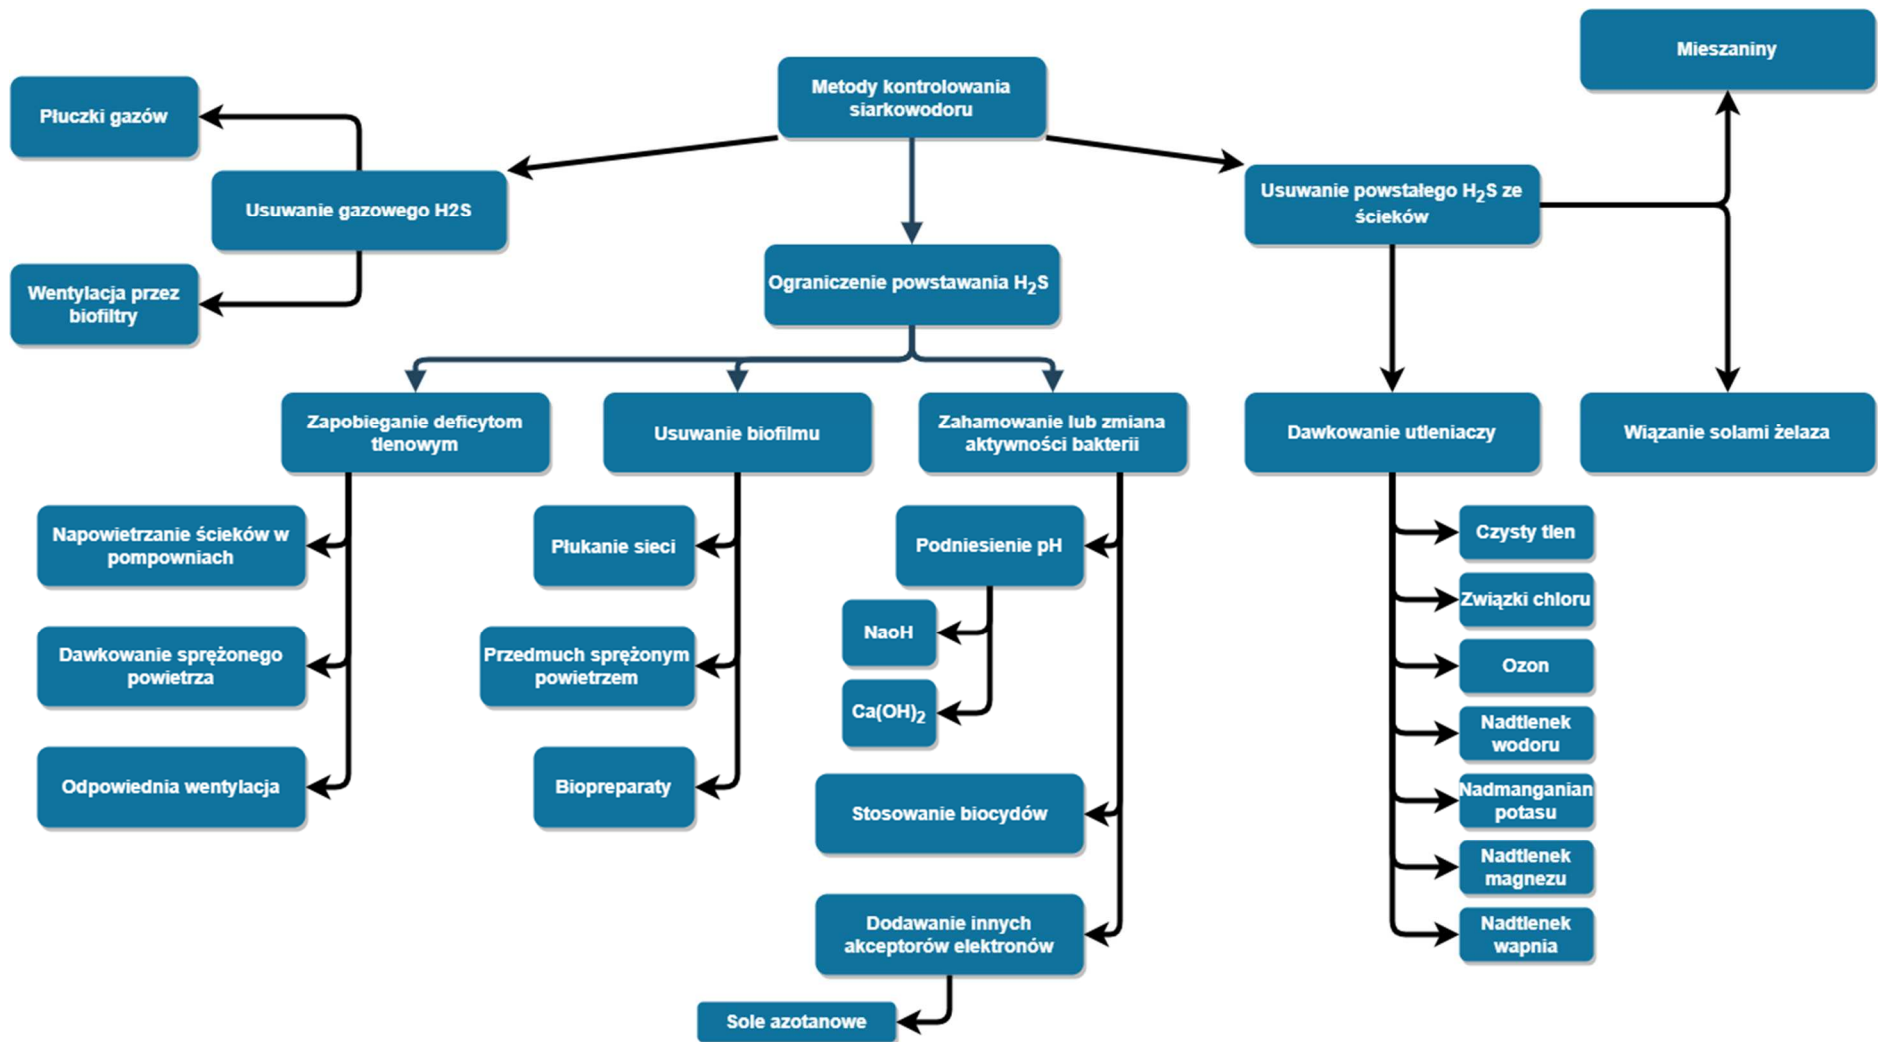 Metody kontrolowania
siarkowodoru
Płuczki gazów
Usuwanie gazowego H2S
Wentylacja przez
biofiltry
Ograniczenie powstawania H₂S
Usuwanie powstałego H₂S ze
ścieków
Mieszaniny
Zapobieganie deficytom
tlenowym
Napowietrzanie ścieków w
pompowniach
Dawkowanie sprężonego
powietrza
Odpowiednia wentylacja
Usuwanie biofilmu
Płukanie sieci
Przedmuch sprężonym
powietrzem
Biopreparaty
Zahamowanie lub zmiana
aktywności bakterii
Podniesienie pH
NaoH
Ca(OH)₂
Stosowanie biocydów
Dodawanie innych
akceptorów elektronów
Sole azotanowe
Dawkowanie utleniaczy
Czysty tlen
Związki chloru
Ozon
Nadtlenek
wodoru
Nadmanganian
potasu
Nadtlenek
magnezu
Nadtlenek
wapnia
Wiązanie solami żelaza